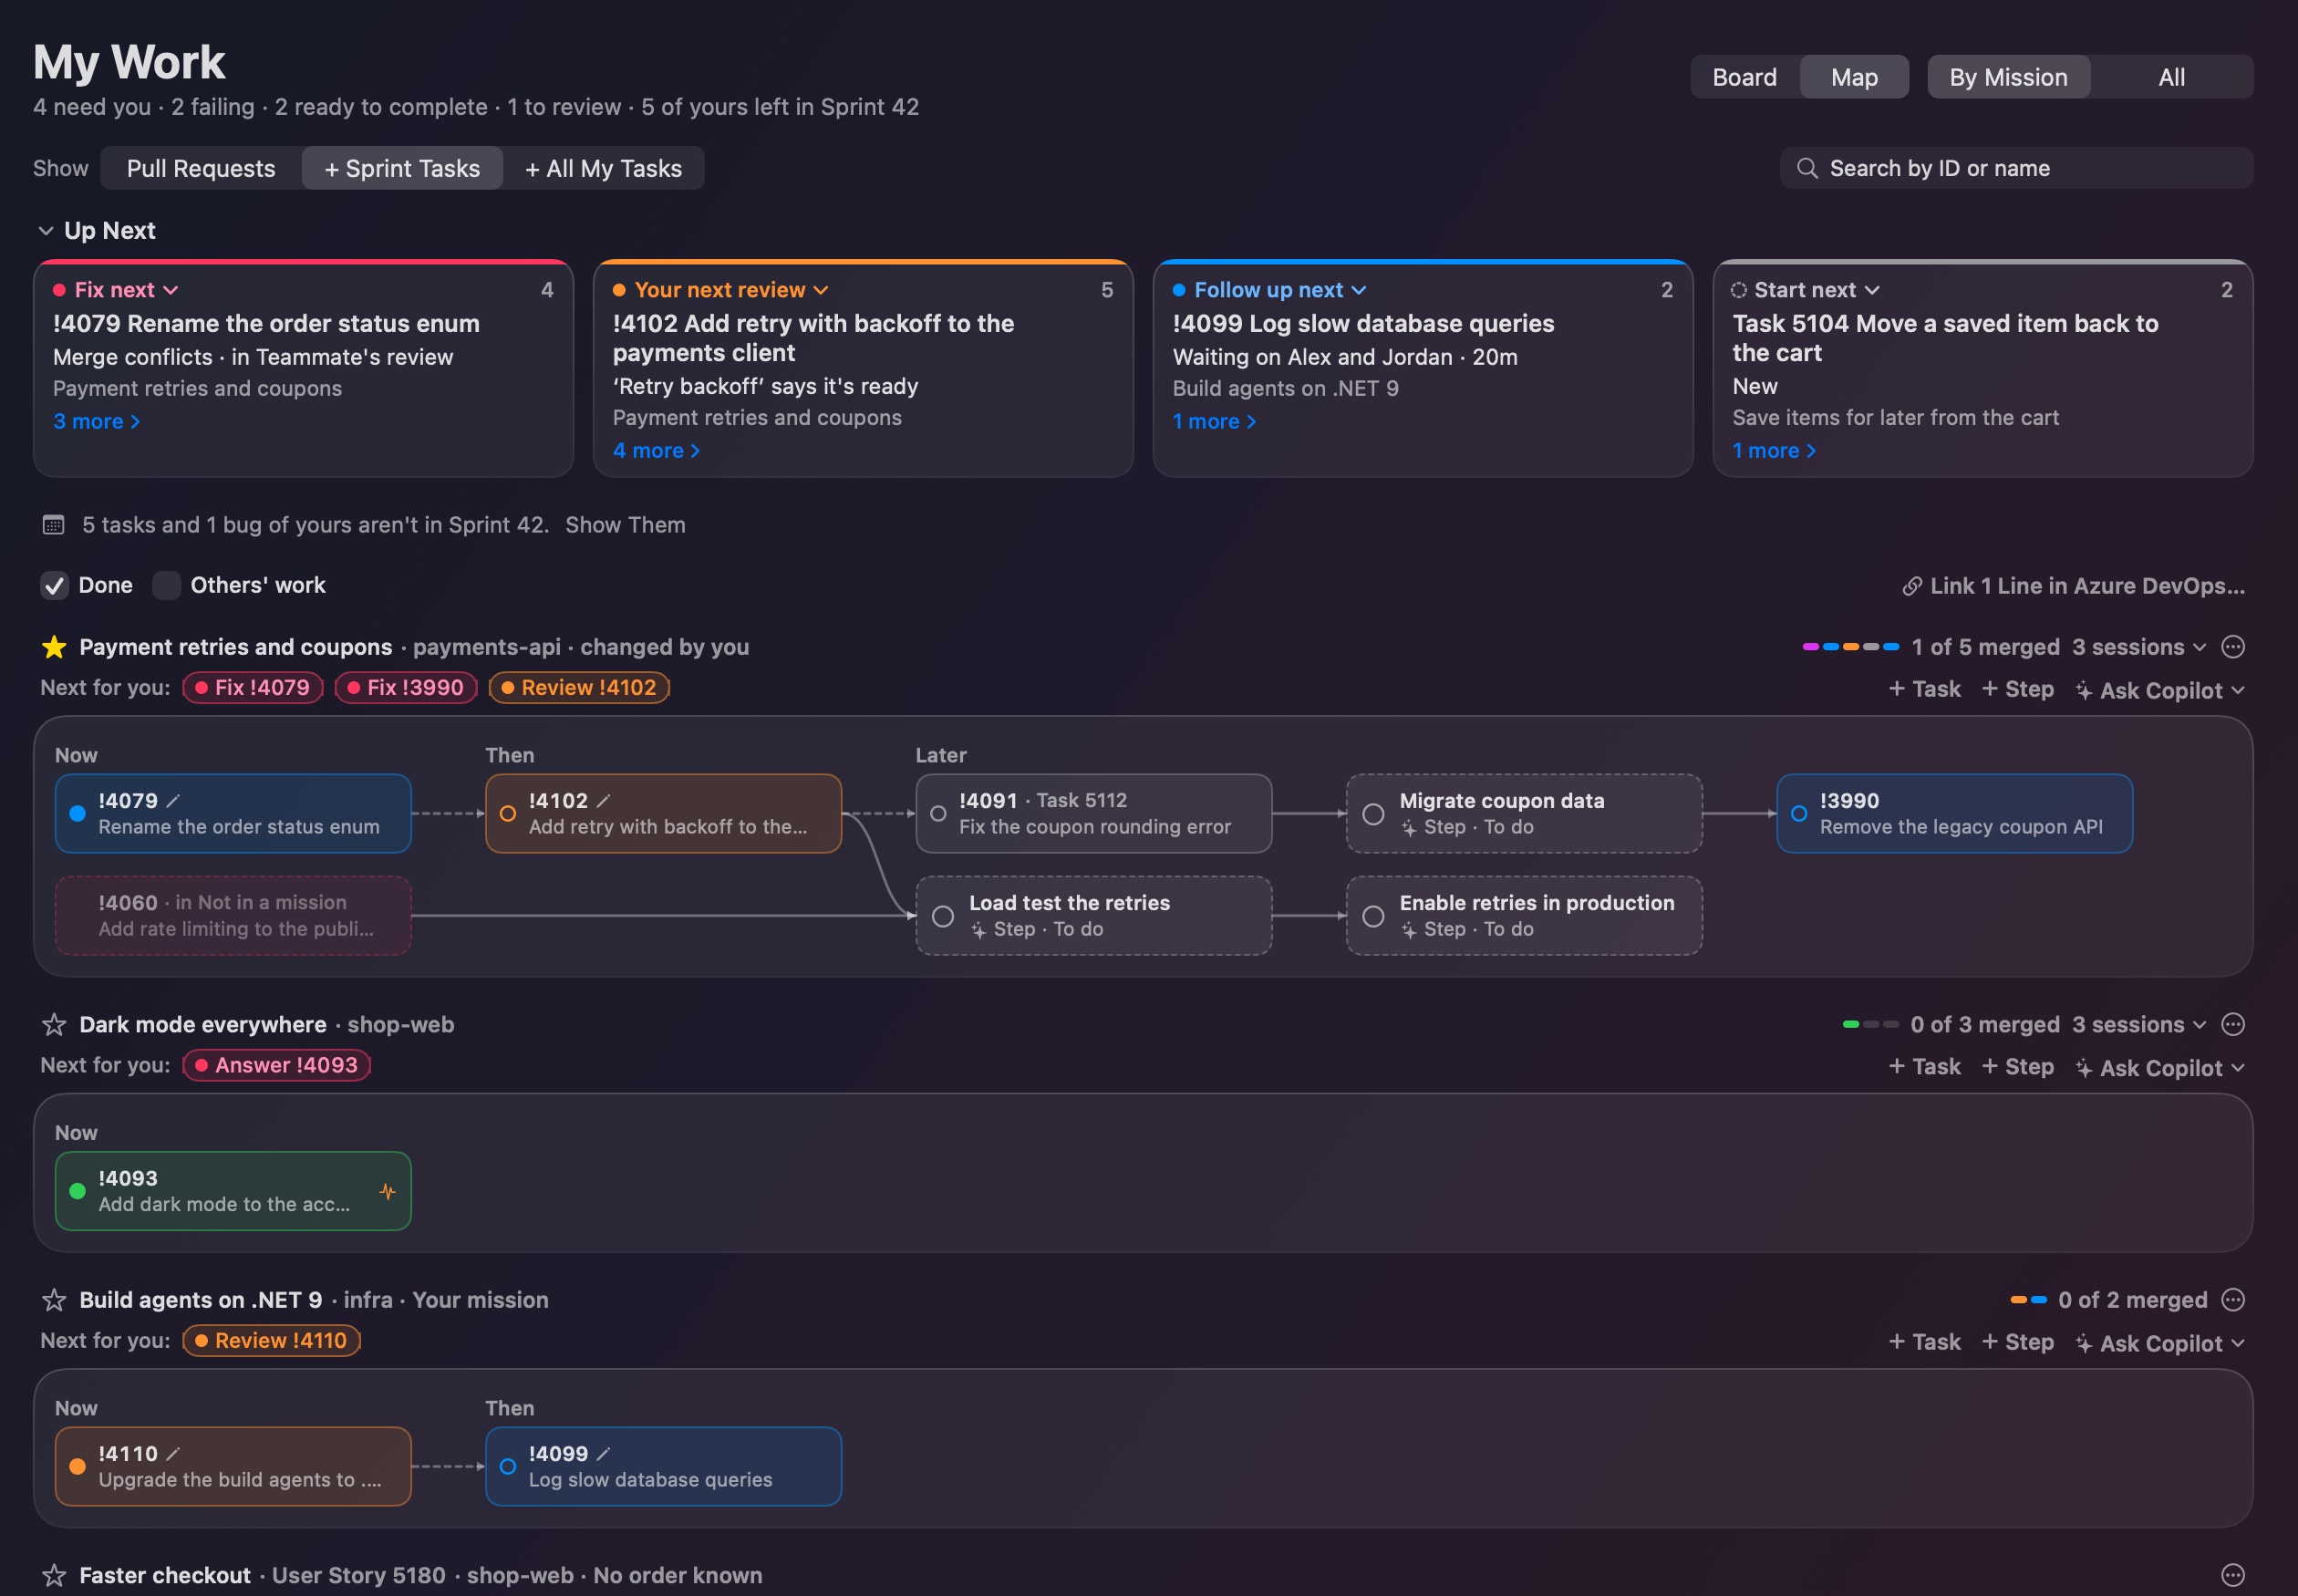 My Work
Board Map By Mission All
4 need you · 2 failing · 2 ready to complete · 1 to review · 5 of yours left in Sprint 42
Show Pull Requests + Sprint Tasks + All My Tasks
Search by ID or name
Up Next
Fix next 4
!4079 Rename the order status enum
Merge conflicts · in Teammate's review
Payment retries and coupons
3 more
Your next review 5
!4102 Add retry with backoff to the
payments client
‘Retry backoff’ says it's ready
Payment retries and coupons
4 more
Follow up next 2
!4099 Log slow database queries
Waiting on Alex and Jordan · 20m
Build agents on .NET 9
1 more
Start next 2
Task 5104 Move a saved item back to
the cart
New
Save items for later from the cart
1 more
5 tasks and 1 bug of yours aren't in Sprint 42. Show Them
Done Others' work
Link 1 Line in Azure DevOps...
Payment retries and coupons · payments-api · changed by you
1 of 5 merged 3 sessions
Next for you: Fix !4079 Fix !3990 Review !4102
+ Task + Step Ask Copilot
Now
Then
Later
!4079
Rename the order status enum
!4102
Add retry with backoff to the...
!4091 · Task 5112
Fix the coupon rounding error
Migrate coupon data
Step · To do
!3990
Remove the legacy coupon API
!4060 · in Not in a mission
Add rate limiting to the publi...
Load test the retries
Step · To do
Enable retries in production
Step · To do
Dark mode everywhere · shop-web
0 of 3 merged 3 sessions
Next for you: Answer !4093
+ Task + Step Ask Copilot
Now
!4093
Add dark mode to the acc...
Build agents on .NET 9 · infra · Your mission
0 of 2 merged
Next for you: Review !4110
+ Task + Step Ask Copilot
Now
Then
!4110
Upgrade the build agents to ....
!4099
Log slow database queries
Faster checkout · User Story 5180 · shop-web · No order known